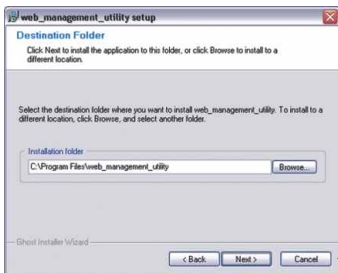 web_management_utility setup
Destination Folder
Click Next to install the application to this folder, or click Browse to install to a
different location.
Select the destination folder where you want to install web_management_utility. To install to a
different location, click Browse, and select another folder.
Installation folder
C:\Program Files\web_management_utility
Browse...
Ghost Installer Wizard
< Back
Next >
Cancel